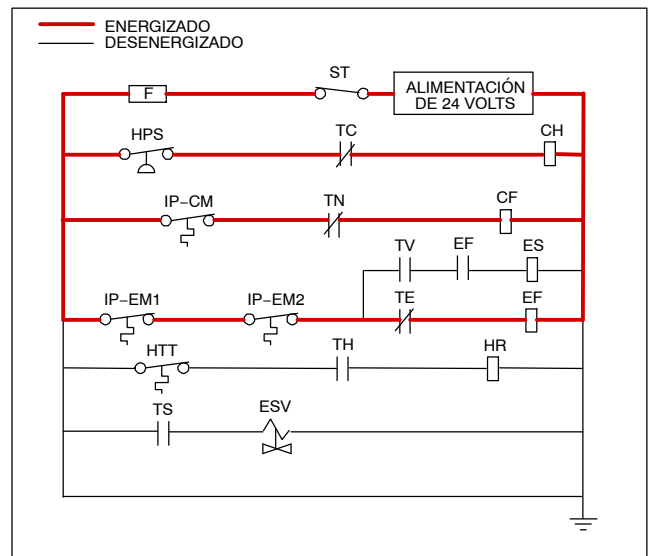 ENERGIZADO
DESENERGIZADO
F
ST
ALIMENTACIÓN
DE 24 VOLTS
HPS
TC
CH
IP-CM
TN
CF
TV
EF
ES
IP-EM1
IP-EM2
TE
EF
HTT
TH
HR
TS
ESV